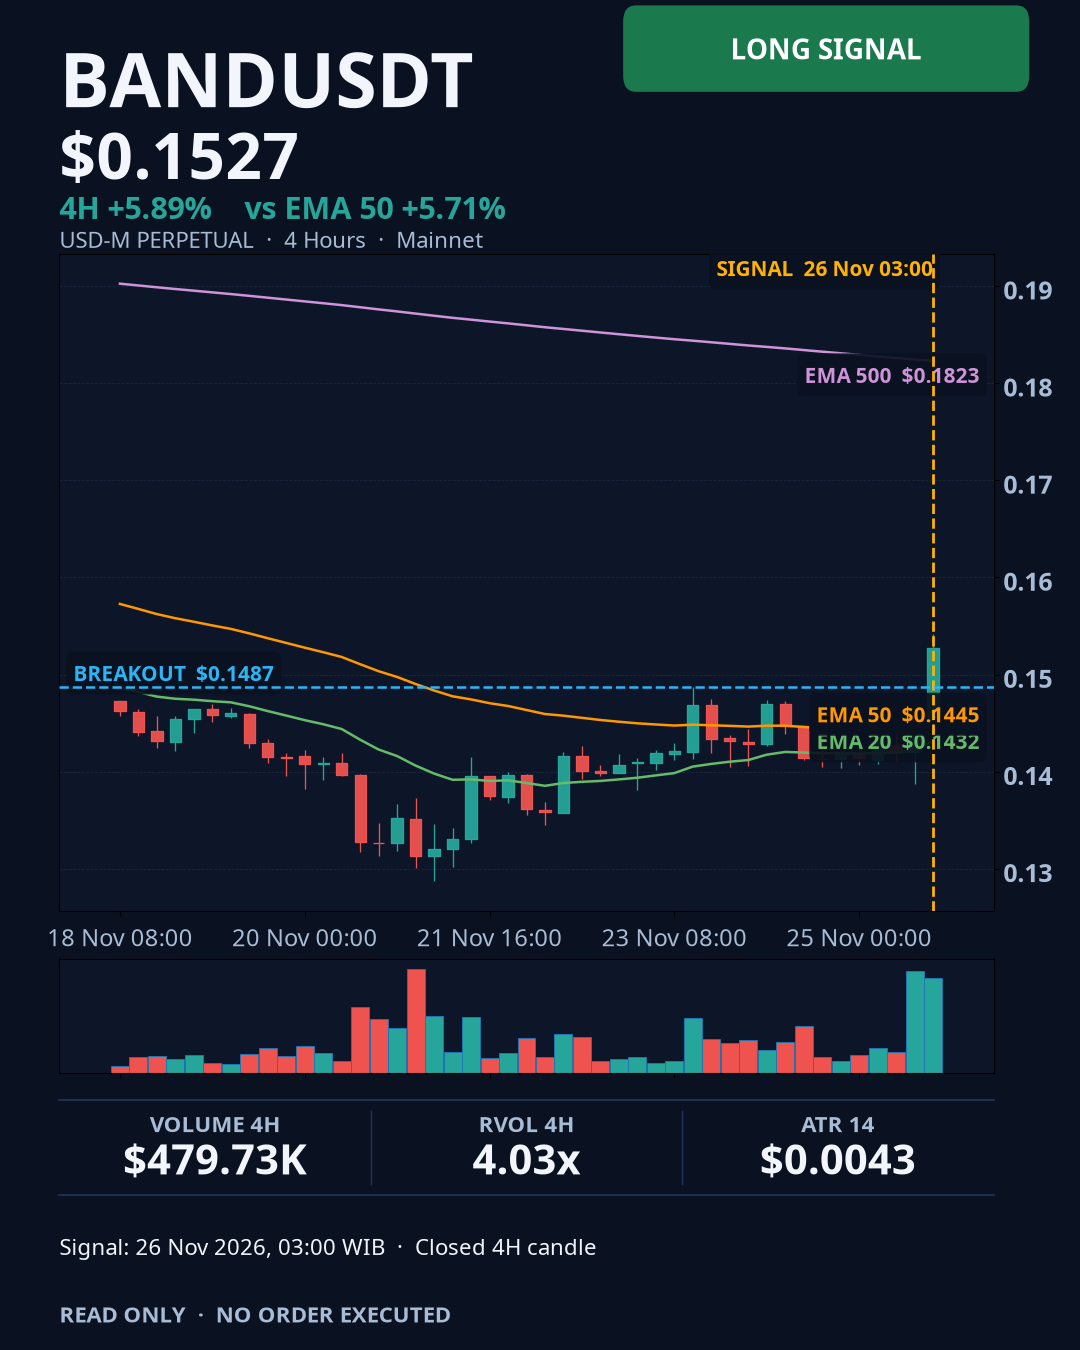 LONG SIGNAL
BANDUSDT
$0.1527
4H +5.89% vs EMA 50 +5.71%
USD-M PERPETUAL · 4 Hours · Mainnet
SIGNAL 26 Nov 03:00
0.19
EMA 500 $0.1823
0.18
0.17
0.16
BREAKOUT $0.1487
0.15
EMA 50 $0.1445
EMA 20 $0.1432
0.14
0.13
18 Nov 08:00 20 Nov 00:00 21 Nov 16:00 23 Nov 08:00 25 Nov 00:00
VOLUME 4H RVOL 4H ATR 14
$479.73K 4.03x $0.0043
Signal: 26 Nov 2026, 03:00 WIB · Closed 4H candle
READ ONLY · NO ORDER EXECUTED